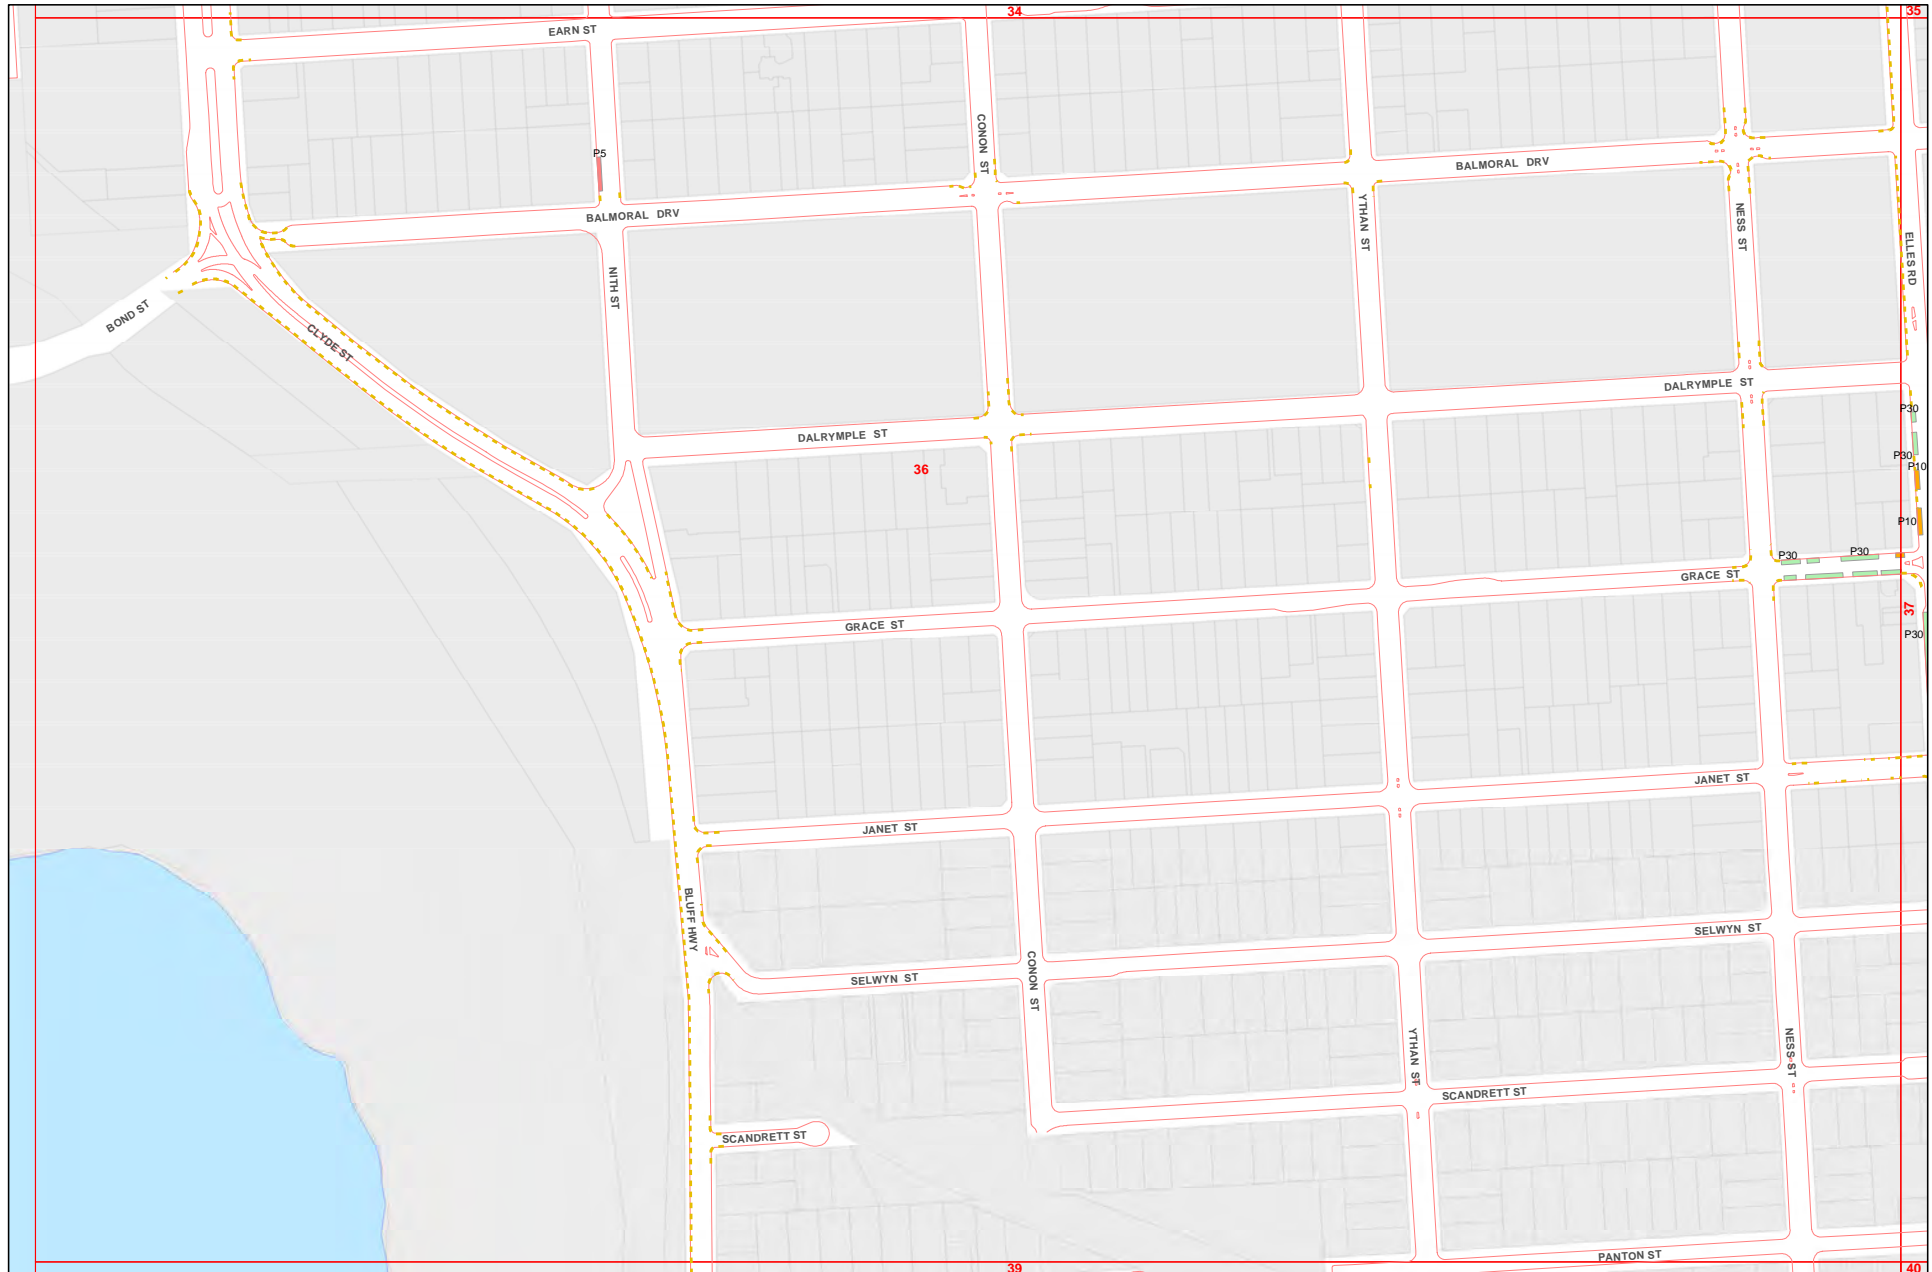 34
35
EARN ST
CONON ST
P5
BALMORAL DRV
BALMORAL DRV
YTHAN ST
NESS ST
ELLES RD
NITH ST
BOND ST
CLYDE ST
DALRYMPLE ST
P30
DALRYMPLE ST
36
P30
P10
P10
P30
P30
GRACE ST
37
GRACE ST
P30
JANET ST
JANET ST
BLUFF HWY
SELWYN ST
SELWYN ST
CONON ST
YTHAN ST
NESS ST
SCANDRETT ST
SCANDRETT ST
PANTON ST
39
40